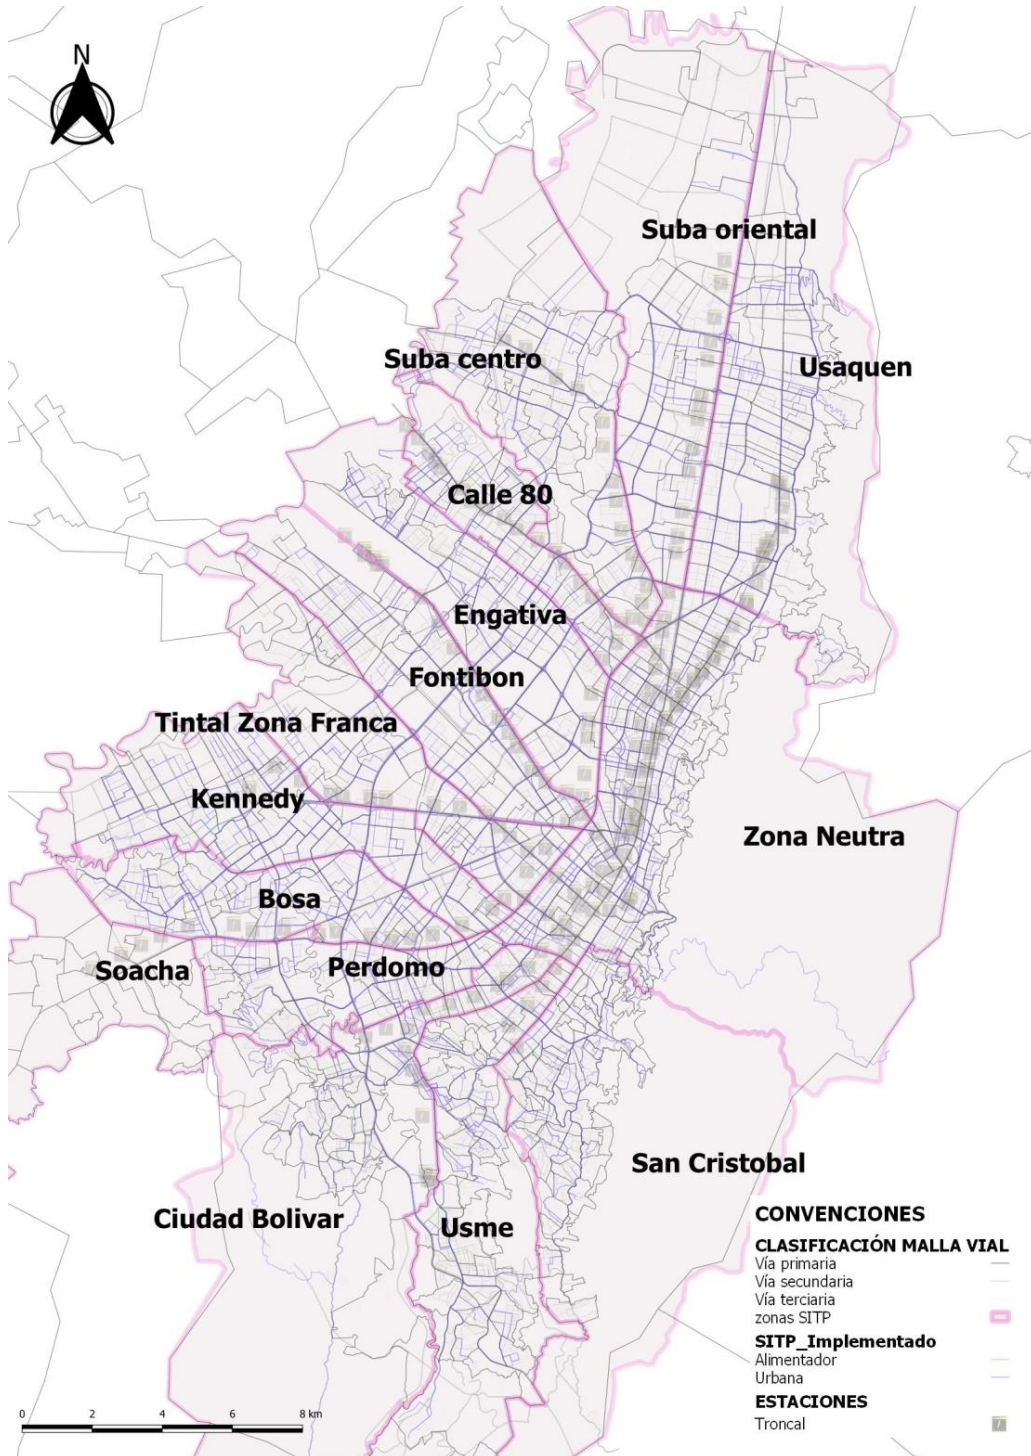 N
Suba oriental
Suba centro
Usaquen
Calle 80
Engativa
Fontibon
Tintal Zona Franca
Kennedy
Zona Neutra
Bosa
Soacha
Perdomo
San Cristobal
Ciudad Bolivar
Usme
CONVENCIONES
CLASIFICACIÓN MALLA VIAL
Vía primaria
Vía secundaria
Vía terciaria
zonas SITP
SITP_Implementado
Alimentador
Urbana
ESTACIONES
Troncal
0 2 4 6 8 km